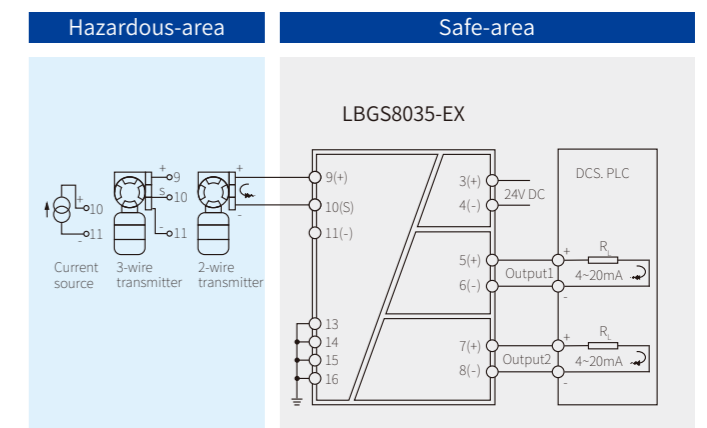 Hazardous-area
Safe-area
LBGS8035-EX
+
10
-
11
Current
source
+
9
S
10
-
11
3-wire
transmitter
+
-
2-wire
transmitter
9(+)
10(S)
11(-)
13
14
15
16
3(+)
4(-)
24V DC
5(+)
6(-)
Output1
7(+)
8(-)
Output2
DCS. PLC
+
RL
4~20mA
-
+
RL
4~20mA
-